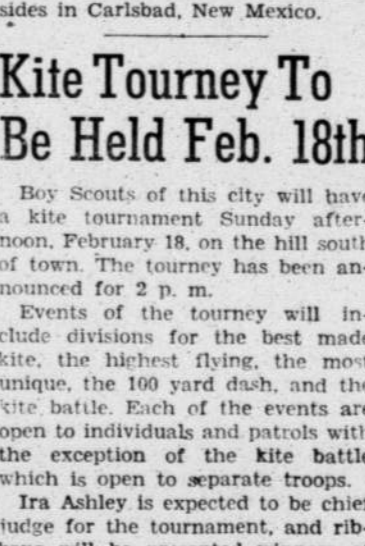 sides in Carlsbad, New Mexico.
Kite Tourney To
Be Held Feb. 18th
Boy Scouts of this city will have
a kite tournament Sunday after-
noon, February 18, on the hill south
of town. The tourney has been an-
nounced for 2 p. m.
Events of the tourney will in-
clude divisions for the best made
kite, the highest flying, the most
unique, the 100 yard dash, and the
kite battle. Each of the events are
open to individuals and patrols with
the exception of the kite battle
which is open to separate troops.
Ira Ashley is expected to be chief
judge for the tournament, and rib-